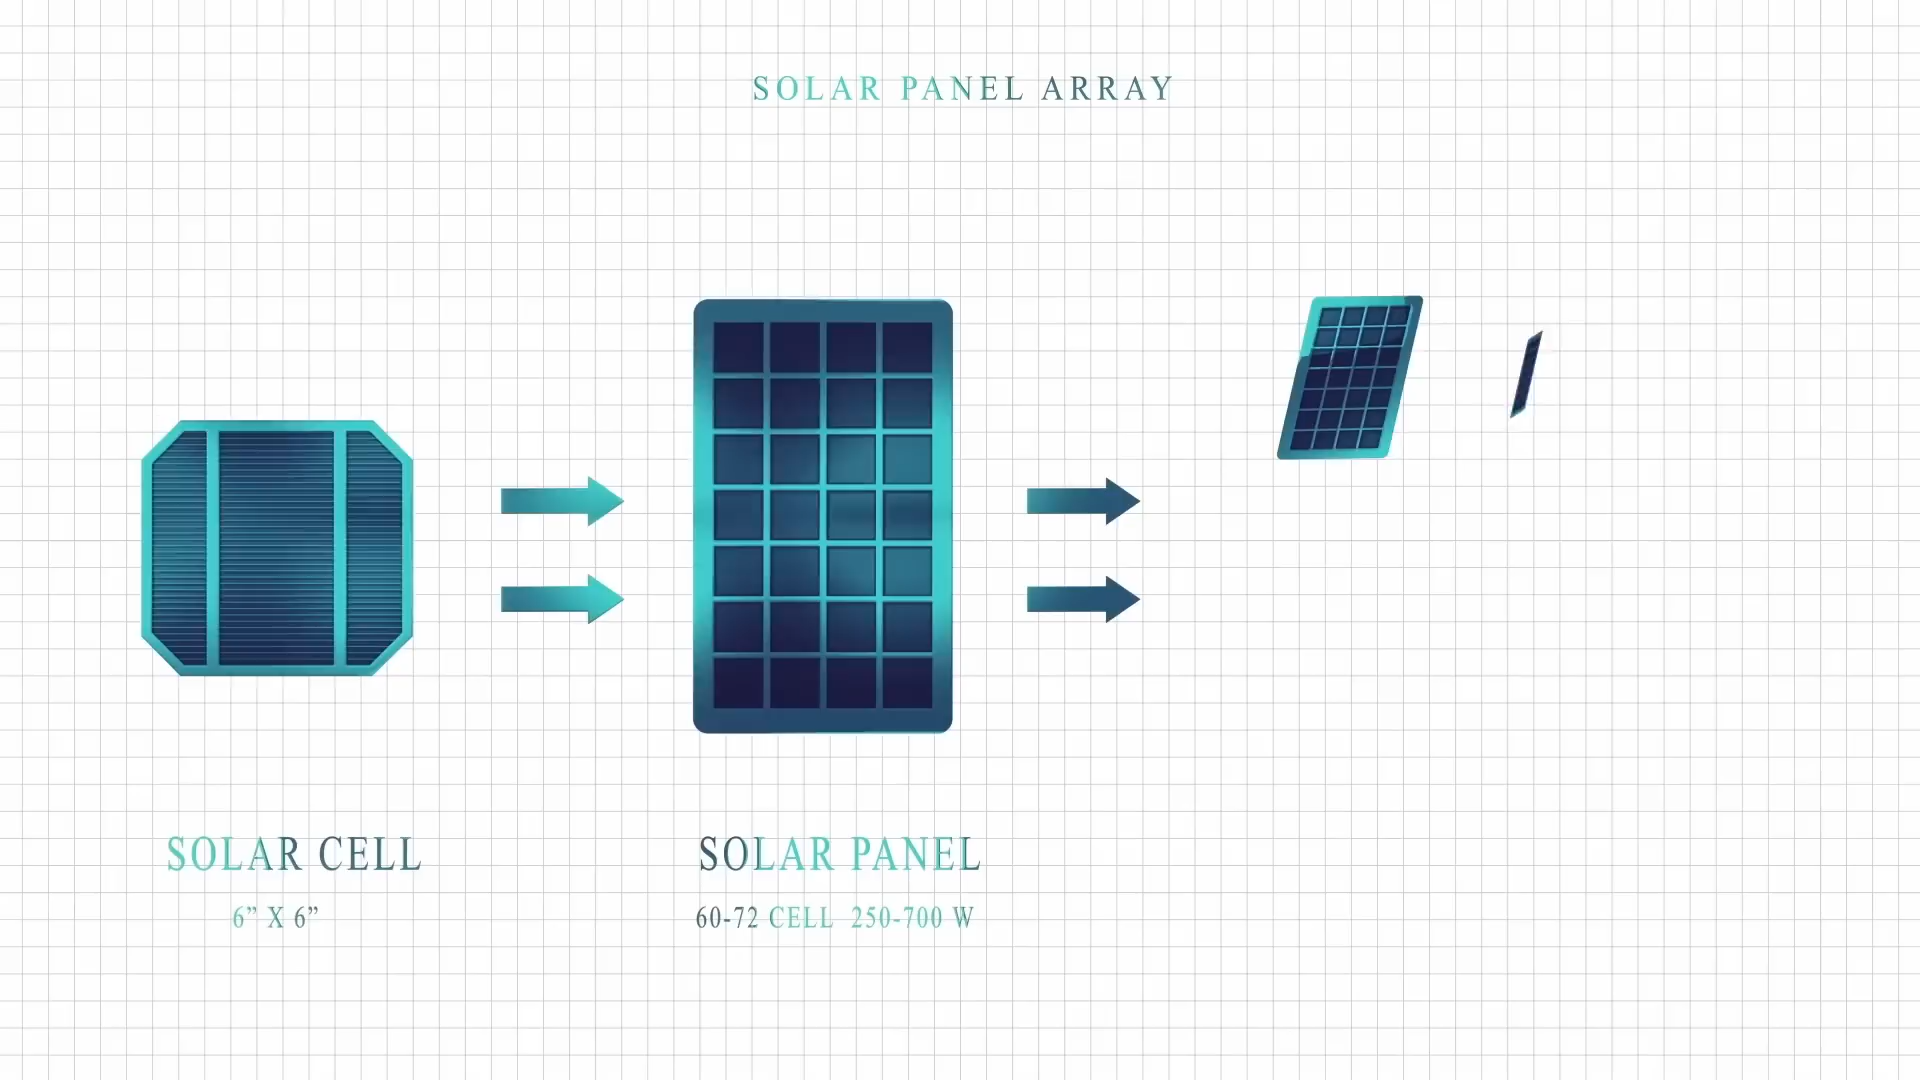 SOLAR PANEL ARRAY
SOLAR CELL
6” X 6”
SOLAR PANEL
60-72 CELL 250-700 W